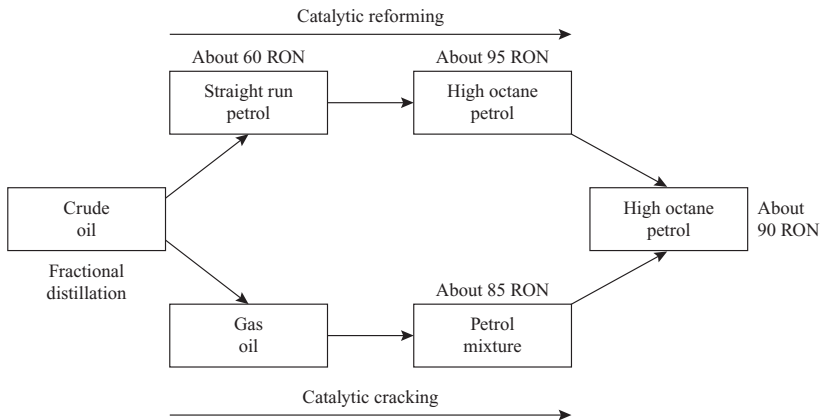 Catalytic reforming
About 60 RON
About 95 RON
Straight run
petrol
High octane
petrol
Crude
oil
High octane
petrol
About
90 RON
Fractional
distillation
About 85 RON
Gas
oil
Petrol
mixture
Catalytic cracking